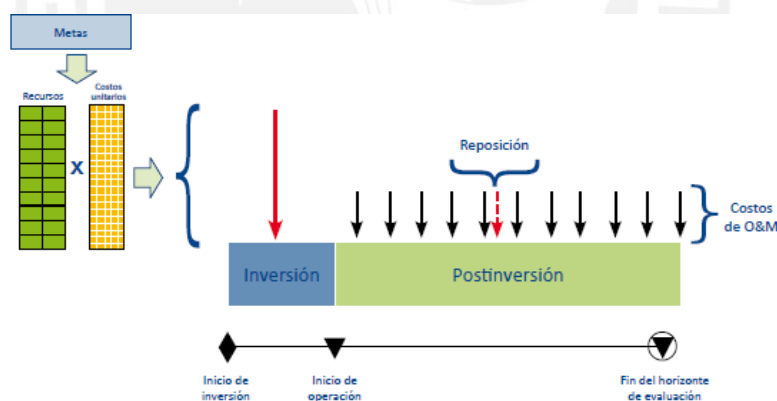 Metas
Recursos
Costos
unitarios
X
Reposición
Costos
de O&M
Inversión
Postinversión
Inicio de
inversión
Inicio de
operación
Fin del horizonte
de evaluación